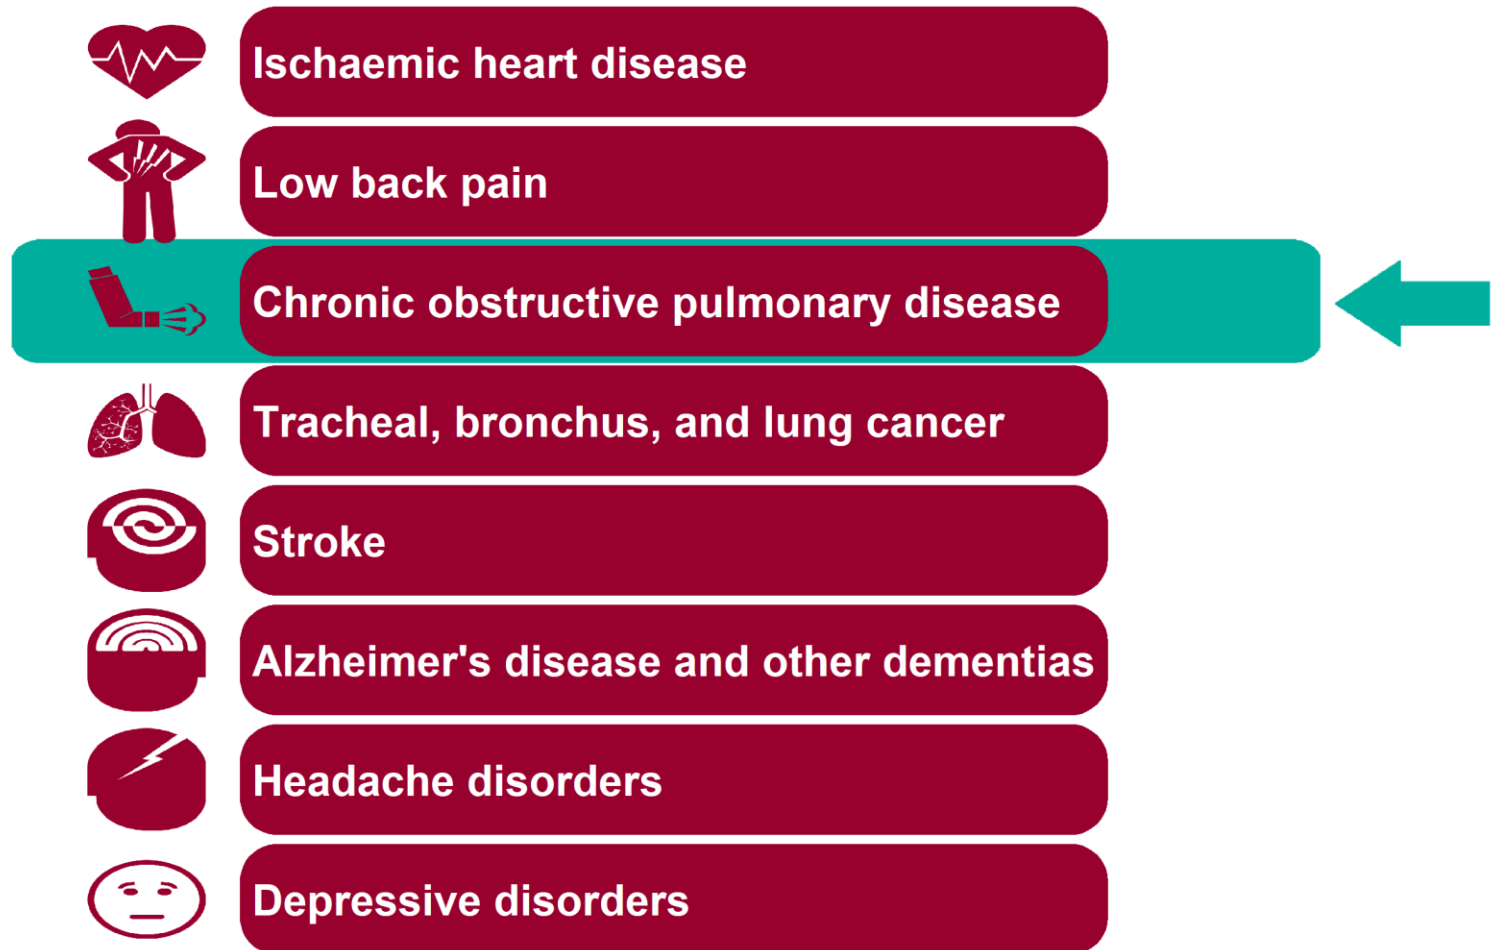 Ischaemic heart disease
Low back pain
Chronic obstructive pulmonary disease
Tracheal, bronchus, and lung cancer
Stroke
Alzheimer's disease and other dementias
Headache disorders
Depressive disorders